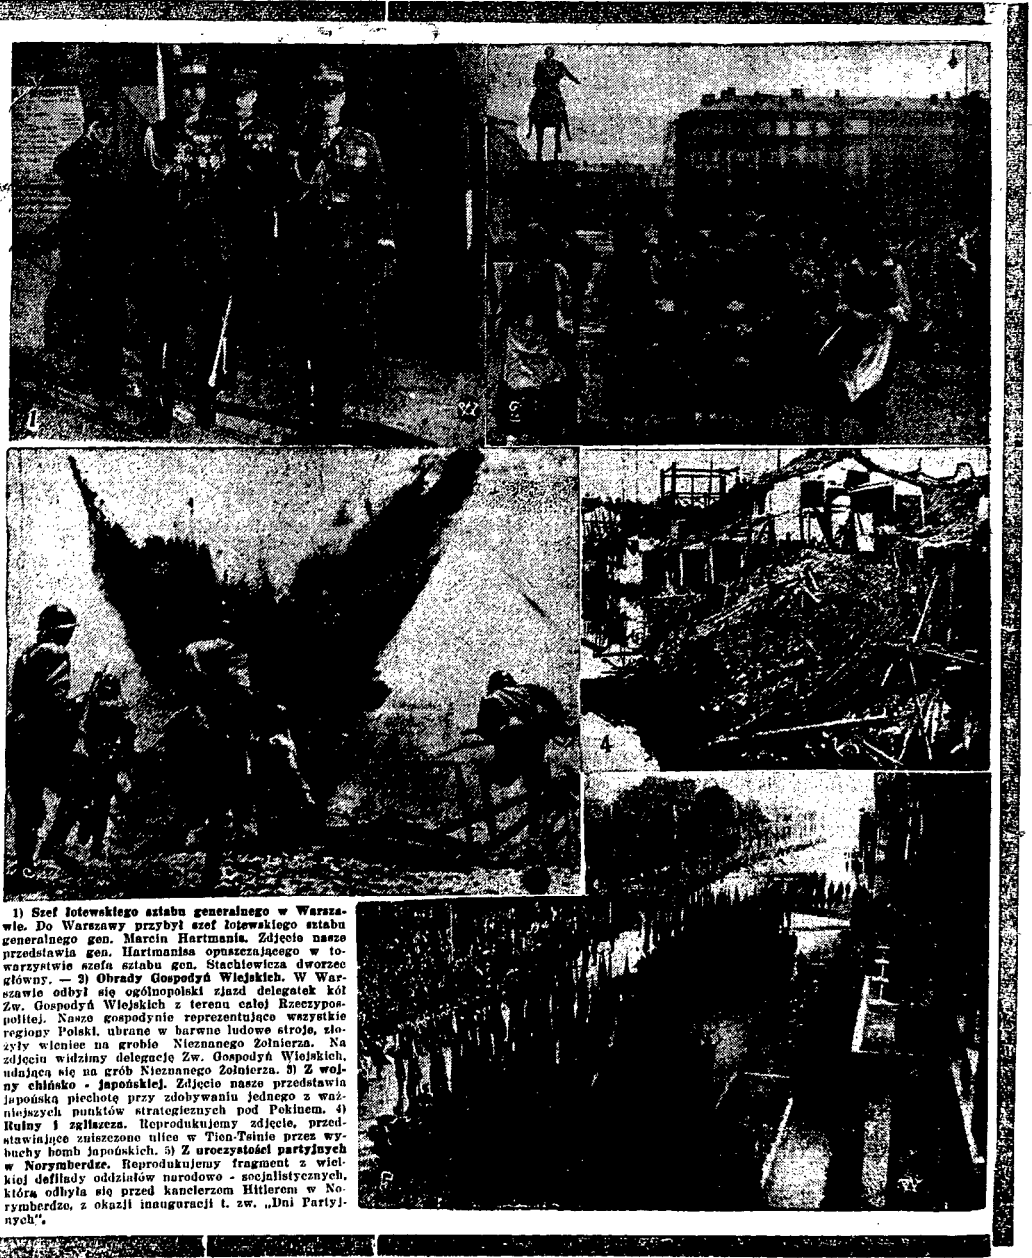 1
2
4
1) Szef łotewskiego sztabu generalnego w Warsza-
wie. Do Warszawy przybył szef łotewskiego sztabu
generalnego gen. Marcin Hartmanis. Zdjęcie nasze
przedstawia gen. Hartmanisa opuszczającego w to-
warzystwie szefa sztabu gen. Stachiewicza dworzec
główny. — 2) Obrady Gospodyń Wiejskich. W War-
szawie odbył się ogólnopolski zjazd delegatek kół
Zw. Gospodyń Wiejskich z terenu całej Rzeczypos-
politej. Nasze gospodynie reprezentujące wszystkie
regiony Polski, ubrane w barwne ludowe stroje, zło-
żyły wieniec na grobie Nieznanego Żołnierza. Na
zdjęciu widzimy delegację Zw. Gospodyń Wiejskich,
udającą się na grób Nieznanego Żołnierza. 3) Z woj-
ny chińsko - japońskiej. Zdjęcie nasze przedstawia
japońską piechotę przy zdobywaniu jednego z waż-
niejszych punktów strategicznych pod Pekinem. 4)
Ruiny i zgliszcza. Reprodukujemy zdjęcie, przed-
stawiające zniszczone ulice w Tien-Tsinie przez wy-
buchy bomb japońskich. 5) Z uroczystości partyjnych
w Norymberdze. Reprodukujemy fragment z wiel-
kiej defilady oddziałów narodowo - socjalistycznych,
która odbyła się przed kanclerzem Hitlerem w No-
rymberdze, z okazji inauguracji t. zw. „Dni Partyj-
nych".